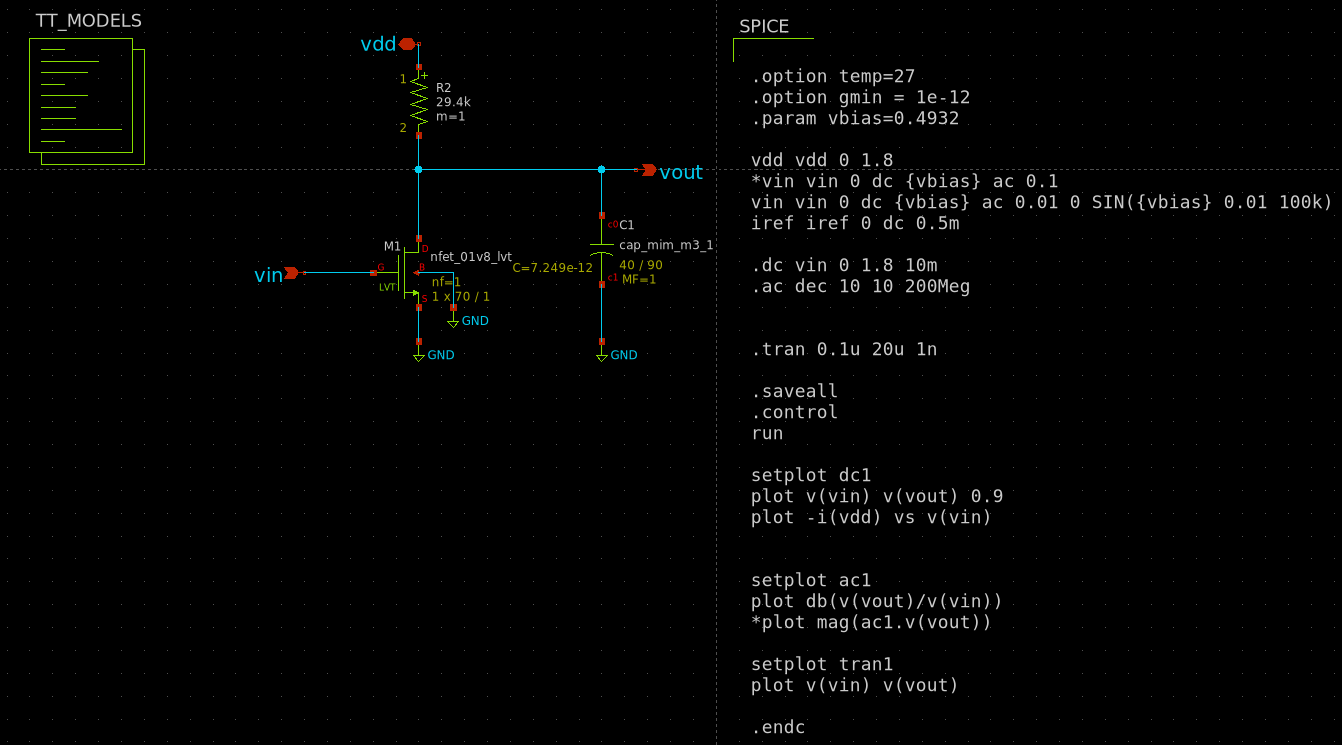 TT_MODELS
vdd
1
+
R2
29.4k
m=1
2
vout
M1
D
nfet_01v8_lvt
vin
G
B
LVT
nf=1
1 x 70 / 1
S
GND
GND
c0
C1
cap_mim_m3_1
C=7.249e-12
40 / 90
c1
MF=1
GND
SPICE
.option temp=27
.option gmin = 1e-12
.param vbias=0.4932
vdd vdd 0 1.8
*vin vin 0 dc {vbias} ac 0.1
vin vin 0 dc {vbias} ac 0.01 0 SIN({vbias} 0.01 100k)
iref iref 0 dc 0.5m
.dc vin 0 1.8 10m
.ac dec 10 10 200Meg
.tran 0.1u 20u 1n
.saveall
.control
run
setplot dc1
plot v(vin) v(vout) 0.9
plot -i(vdd) vs v(vin)
setplot ac1
plot db(v(vout)/v(vin))
*plot mag(ac1.v(vout))
setplot tran1
plot v(vin) v(vout)
.endc